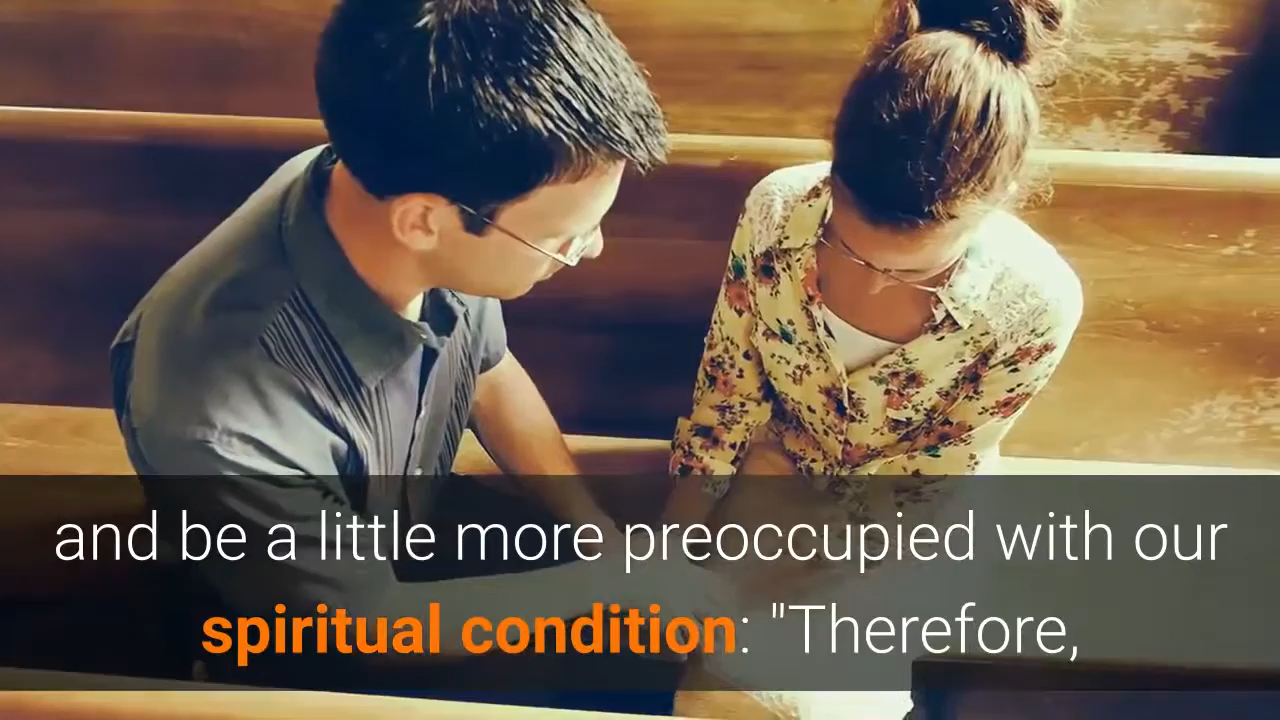 and be a little more preoccupied with our
spiritual condition: "Therefore,